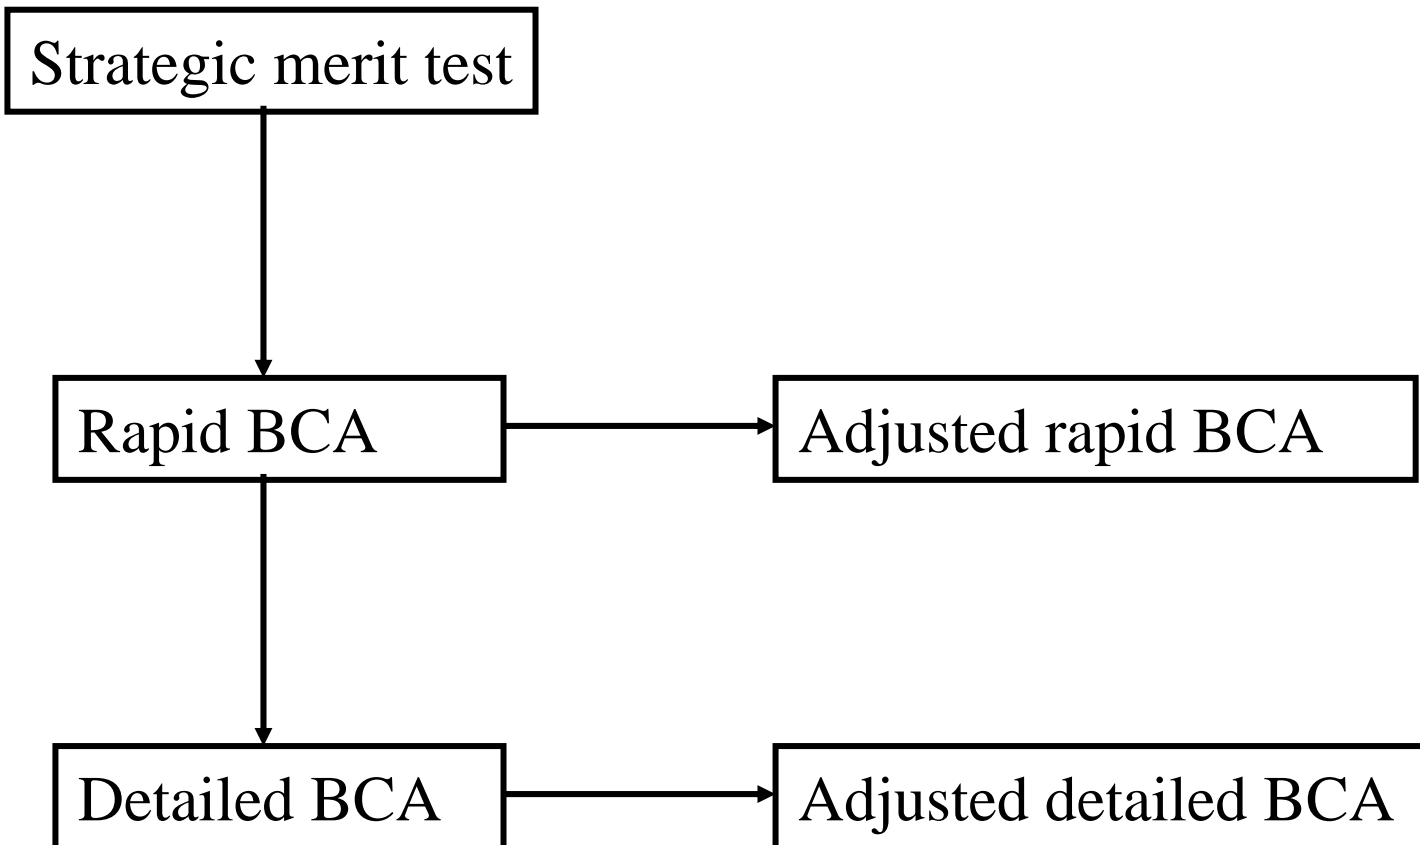 Strategic merit test
Rapid BCA
Adjusted rapid BCA
Detailed BCA
Adjusted detailed BCA